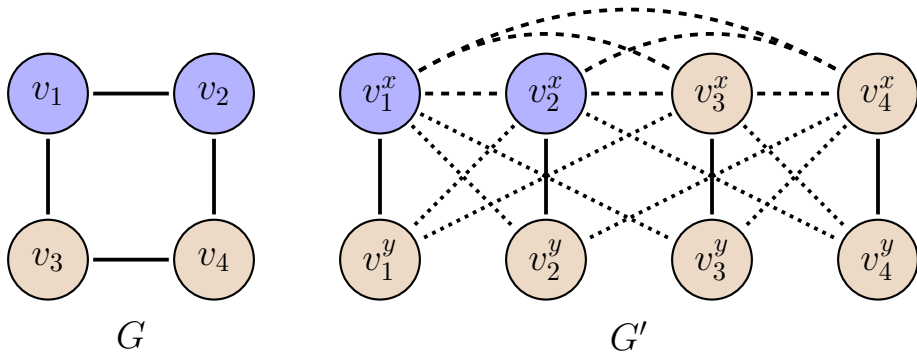 v₁ v₂ v₁ˣ v₂ˣ v₃ˣ v₄ˣ
v₃ v₄ v₁ʸ v₂ʸ v₃ʸ v₄ʸ
G G′